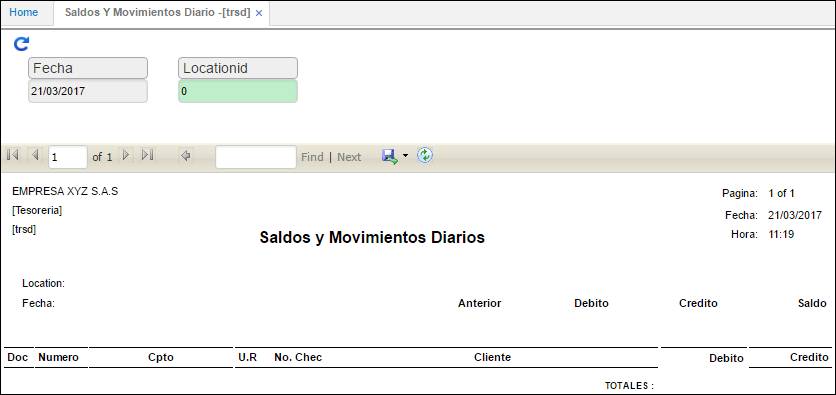 Home Saldos Y Movimientos Diario -[trsd] ×
Fecha Locationid
21/03/2017 0
1 of 1 Find | Next
EMPRESA XYZ S.A.S Pagina: 1 of 1
[Tesoreria] Fecha: 21/03/2017
[trsd] Hora: 11:19
Saldos y Movimientos Diarios
Location:
Fecha: Anterior Debito Credito Saldo
Doc Numero Cpto U.R No. Chec Cliente Debito Credito
TOTALES :